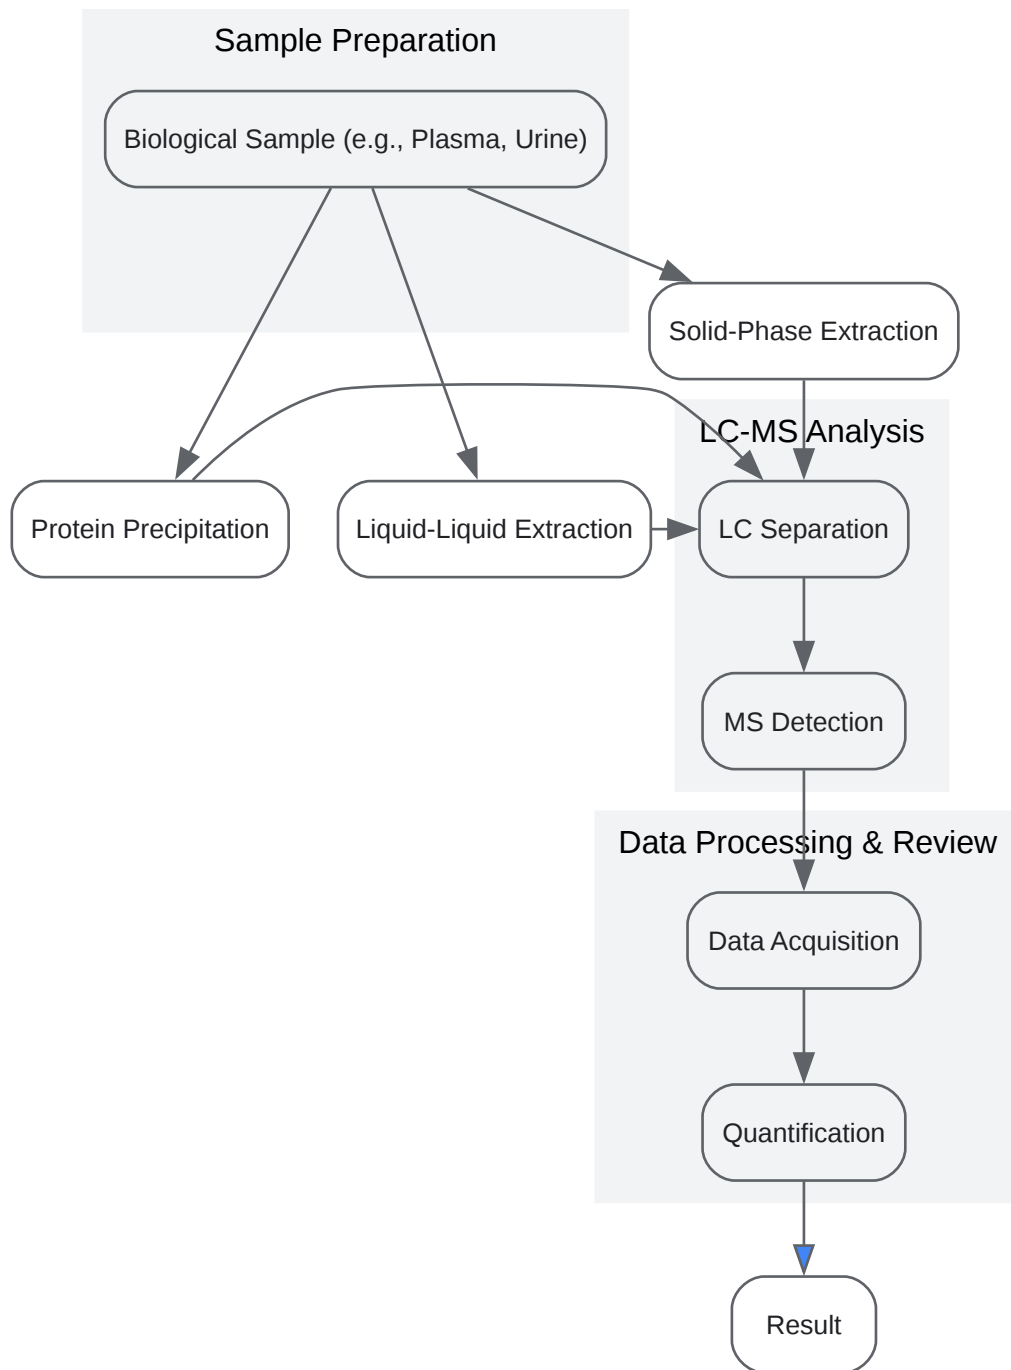 Sample Preparation
Biological Sample (e.g., Plasma, Urine)
Solid-Phase Extraction
LC-MS Analysis
Protein Precipitation
Liquid-Liquid Extraction
LC Separation
MS Detection
Data Processing & Review
Data Acquisition
Quantification
Result